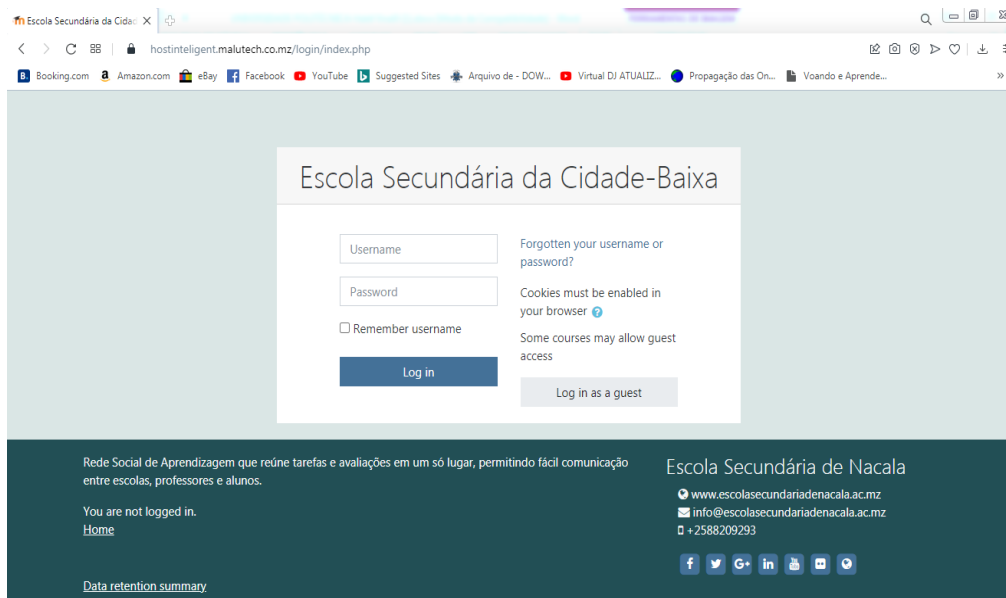 Escola Secundária da Cidad
hostinteligent.malutech.co.mz/login/index.php
Booking.com Amazon.com eBay Facebook YouTube Suggested Sites Arquivo de - DOW... Virtual DJ ATUALIZ... Propagação das On... Voando e Aprende...
Escola Secundária da Cidade-Baixa
Username
Password
Remember username
Log in
Forgotten your username or
password?
Cookies must be enabled in
your browser
Some courses may allow guest
access
Log in as a guest
Rede Social de Aprendizagem que reúne tarefas e avaliações em um só lugar, permitindo fácil comunicação
entre escolas, professores e alunos.
You are not logged in.
Home
Data retention summary
Escola Secundária de Nacala
www.escolasecundariadenacala.ac.mz
info@escolasecundariadenacala.ac.mz
+2588209293